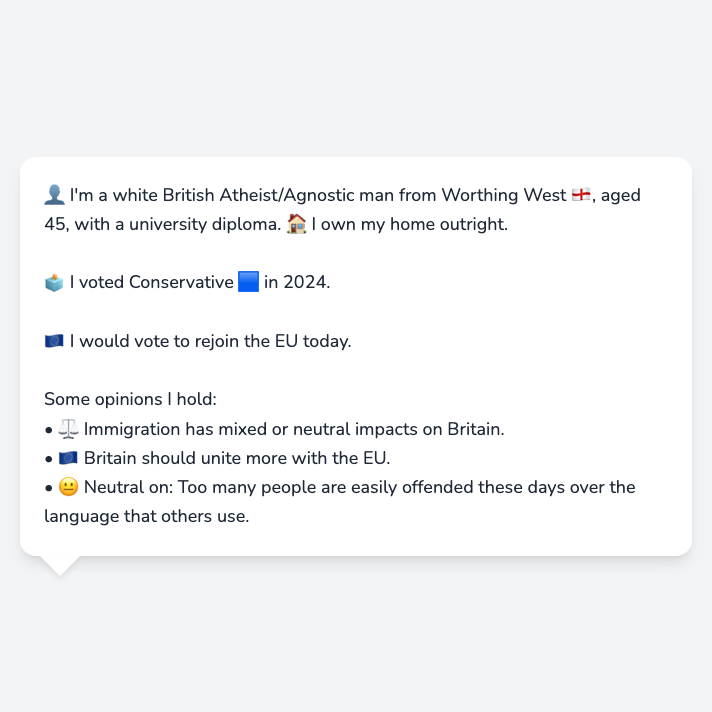 👤 I'm a white British Atheist/Agnostic man from Worthing West 🏴󠁧󠁢󠁥󠁮󠁧󠁿, aged
45, with a university diploma. 🏠 I own my home outright.
🗳️ I voted Conservative 🟦 in 2024.
🇪🇺 I would vote to rejoin the EU today.
Some opinions I hold:
• ⚖️ Immigration has mixed or neutral impacts on Britain.
• 🇪🇺 Britain should unite more with the EU.
• 😐 Neutral on: Too many people are easily offended these days over the
language that others use.